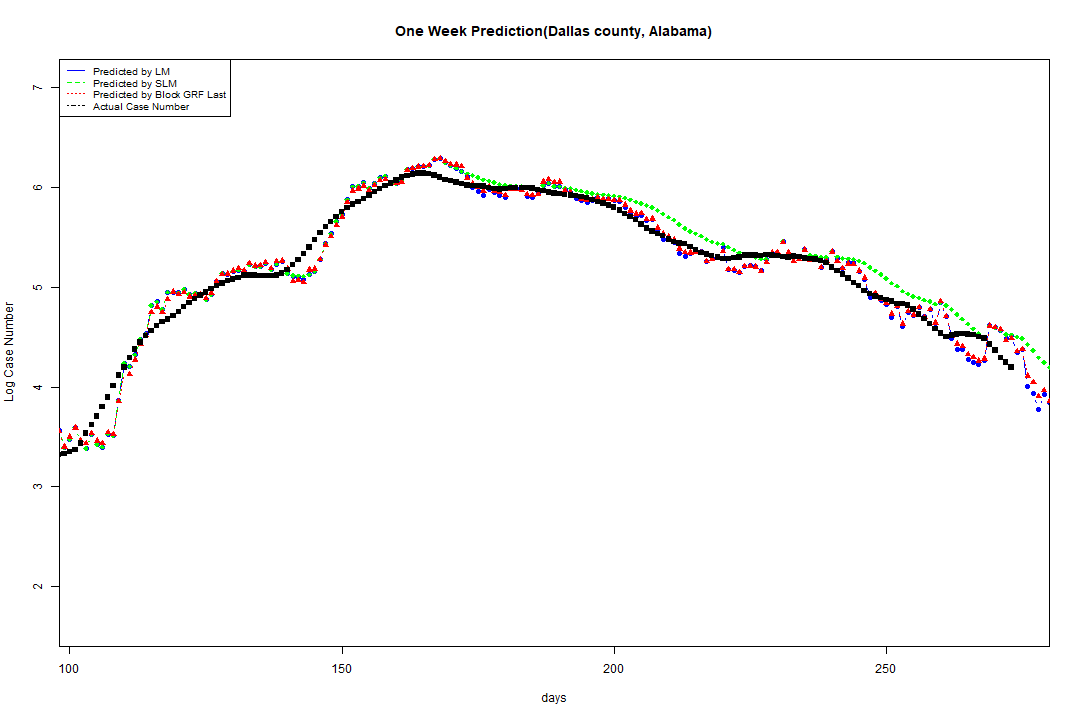 One Week Prediction(Dallas county, Alabama)
Predicted by LM
Predicted by SLM
Predicted by Block GRF Last
Actual Case Number
7
6
5
4
3
2
Log Case Number
100 150 200 250
days